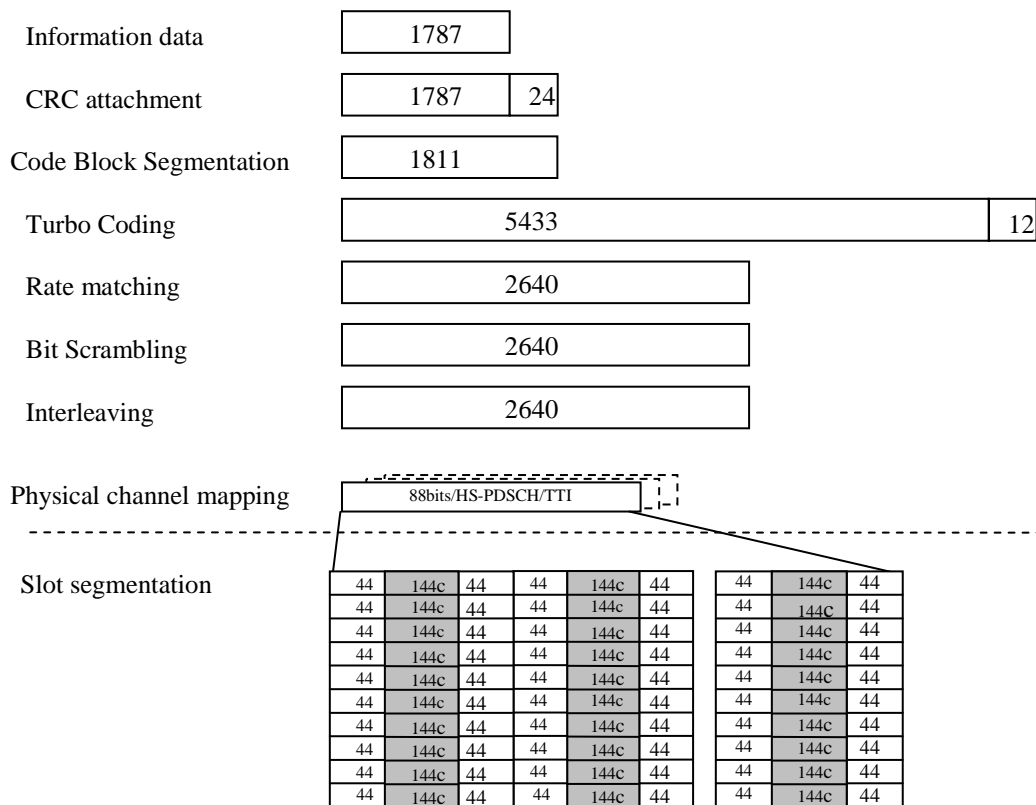 Information data 1787
CRC attachment 1787 24
Code Block Segmentation 1811
Turbo Coding 5433 12
Rate matching 2640
Bit Scrambling 2640
Interleaving 2640
Physical channel mapping 88bits/HS-PDSCH/TTI
Slot segmentation
44 144c 44 44 144c 44 44 144c 44
44 144c 44 44 144c 44 44 144c 44
44 144c 44 44 144c 44 44 144c 44
44 144c 44 44 144c 44 44 144c 44
44 144c 44 44 144c 44 44 144c 44
44 144c 44 44 144c 44 44 144c 44
44 144c 44 44 144c 44 44 144c 44
44 144c 44 44 144c 44 44 144c 44
44 144c 44 44 144c 44 44 144c 44
44 144c 44 44 144c 44 44 144c 44